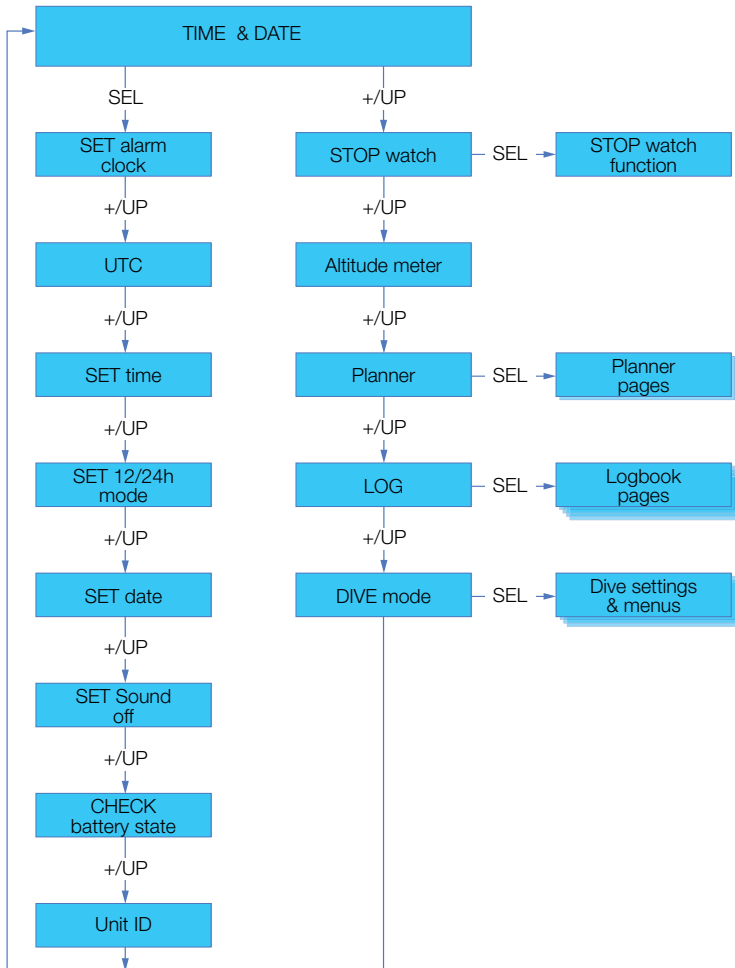 TIME & DATE
SEL
+/UP
SET alarm
clock
STOP watch
SEL
STOP watch
function
+/UP
+/UP
UTC
Altitude meter
+/UP
+/UP
SET time
Planner
SEL
Planner
pages
+/UP
+/UP
SET 12/24h
mode
LOG
SEL
Logbook
pages
+/UP
+/UP
SET date
DIVE mode
SEL
Dive settings
& menus
+/UP
SET Sound
off
+/UP
CHECK
battery state
+/UP
Unit ID